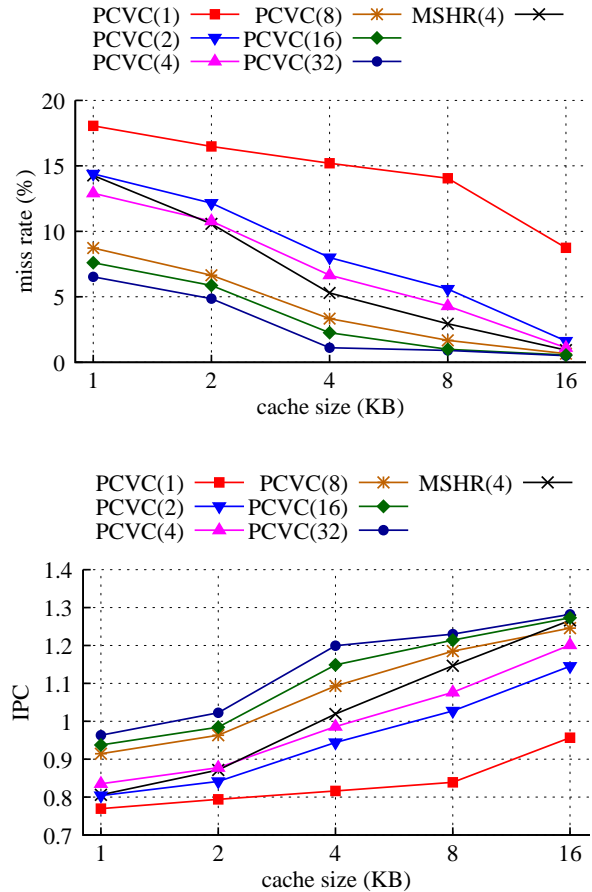 PCVC(1) PCVC(8) MSHR(4)
PCVC(2) PCVC(16)
PCVC(4) PCVC(32)
20
15
10
5
0
miss rate (%)
1 2 4 8 16
cache size (KB)
PCVC(1) PCVC(8) MSHR(4)
PCVC(2) PCVC(16)
PCVC(4) PCVC(32)
1.4
1.3
1.2
1.1
1
0.9
0.8
0.7
IPC
1 2 4 8 16
cache size (KB)